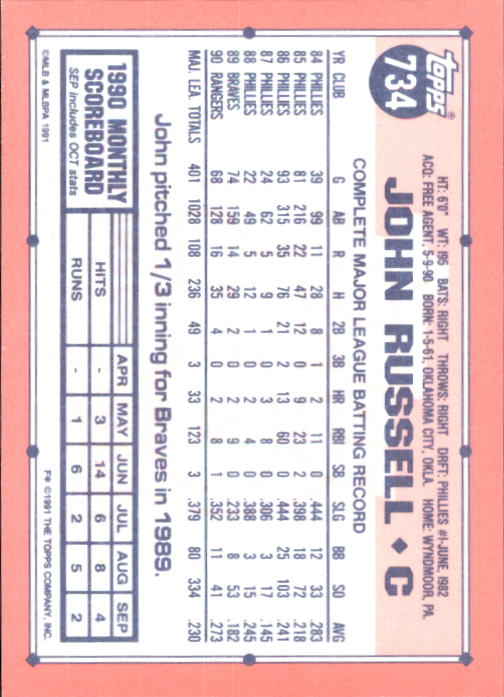 Topps®
734
JOHN RUSSELL ◆ C
HT: 6'0" WT: 195 BATS: RIGHT THROWS: RIGHT DRFT: PHILLIES #1-JUNE, 1982
ACQ: FREE AGENT, 5-9-90 BORN: 1-5-61, OKLAHOMA CITY, OKLA. HOME: WYNDMOOR, PA.
COMPLETE MAJOR LEAGUE BATTING RECORD
YR CLUB G AB R H 2B 3B HR RBI SB SLG BB SO AVG
84 PHILLIES 39 99 11 28 8 1 2 11 0 .444 12 33 .283
85 PHILLIES 81 216 22 47 12 0 9 23 2 .398 18 72 .218
86 PHILLIES 93 315 35 76 21 2 13 60 0 .444 25 103 .241
87 PHILLIES 24 62 5 9 1 0 3 8 0 .306 3 17 .145
88 PHILLIES 22 49 5 12 1 0 2 4 0 .388 3 15 .245
89 BRAVES 74 159 14 29 2 0 2 9 0 .233 8 53 .182
90 RANGERS 68 128 16 35 4 0 2 8 1 .352 11 41 .273
MAJ. LEA. TOTALS 401 1028 108 236 49 3 33 123 3 .379 80 334 .230
John pitched 1/3 inning for Braves in 1989.
1990 MONTHLY
SCOREBOARD
SEP includes OCT stats
APR MAY JUN JUL AUG SEP
HITS - 3 14 6 8 4
RUNS - 1 6 2 5 2
©MLB & MLBPA 1991
F* ©1991 THE TOPPS COMPANY, INC.